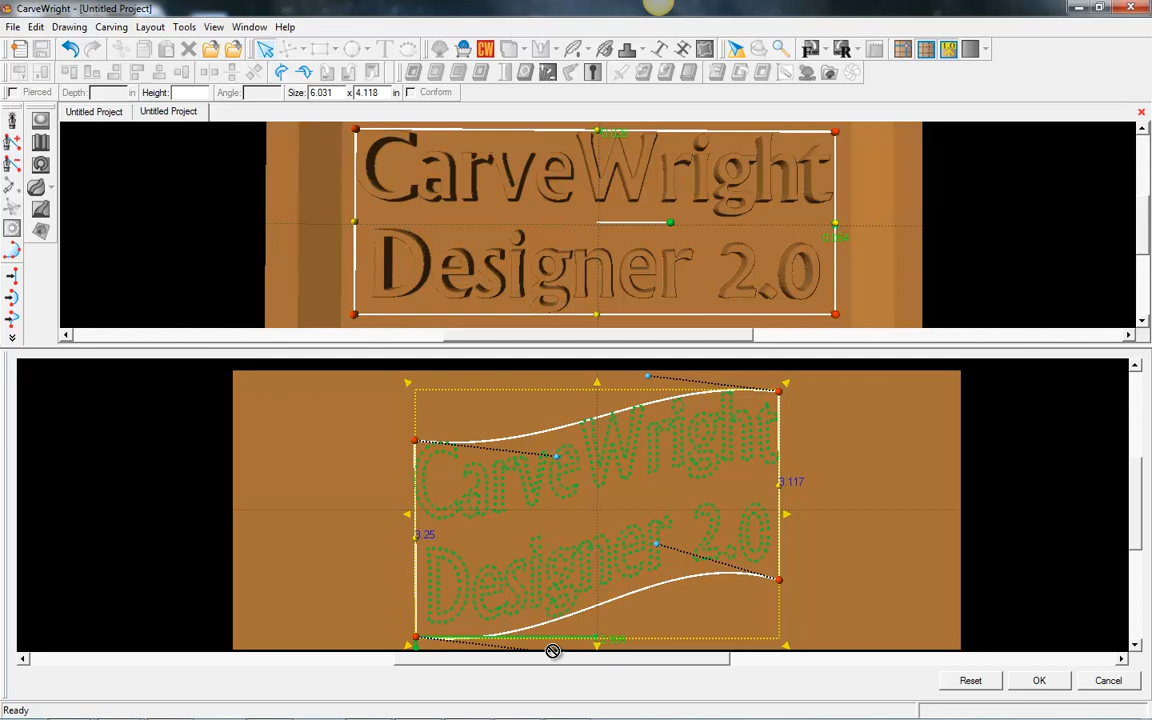 CarveWright - [Untitled Project]
File Edit Drawing Carving Layout Tools View Window Help
Pierced Depth: in Height: Angle: Size: 6.031 x 4.118 in Conform
Untitled Project Untitled Project
CarveWright
Designer 2.0
CarveWright
3.117
Designer 2.0
Reset OK Cancel
Ready